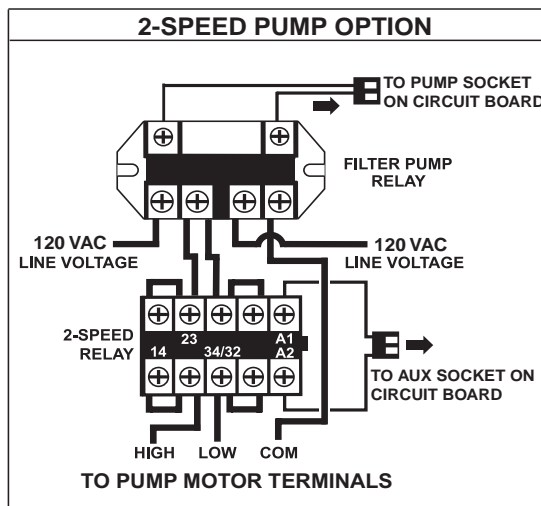 2-SPEED PUMP OPTION
TO PUMP SOCKET
ON CIRCUIT BOARD
FILTER PUMP
RELAY
120 VAC
LINE VOLTAGE
120 VAC
LINE VOLTAGE
2-SPEED
RELAY
23
A1
14
34/32
A2
TO AUX SOCKET ON
CIRCUIT BOARD
HIGH
LOW
COM
TO PUMP MOTOR TERMINALS